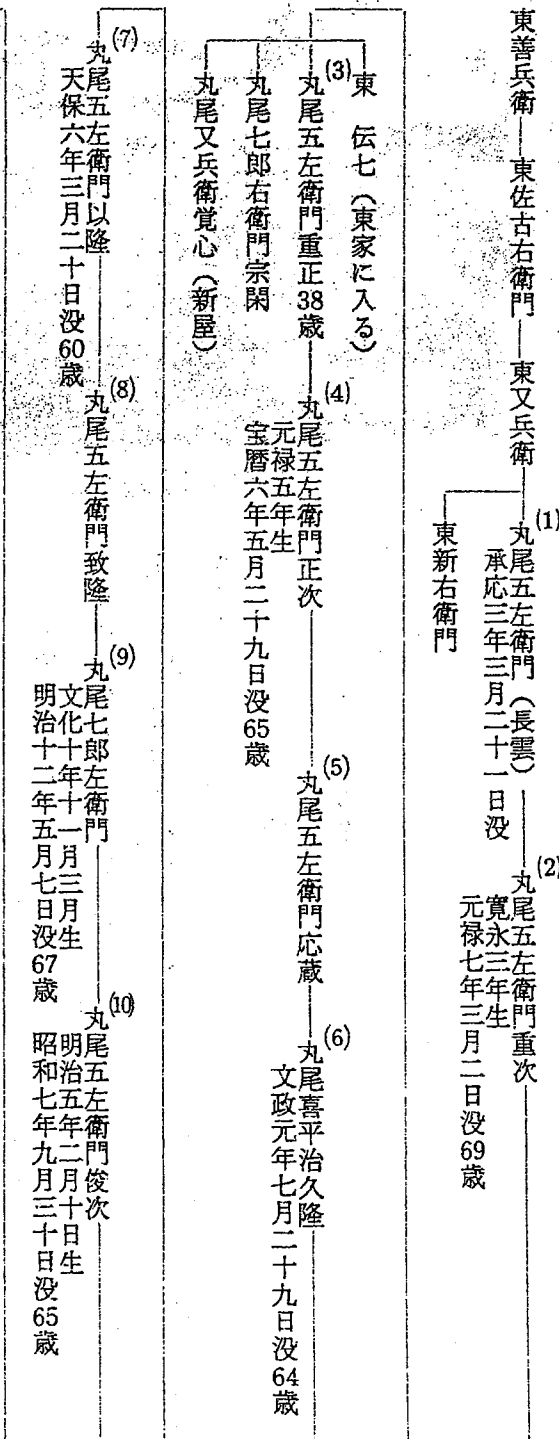 東善兵衛
東佐古右衛門
東又兵衛
(1)
丸尾五左衛門（長雲）
承応三年三月二十一日没
東新右衛門
(2)
丸尾五左衛門重次
寛永三年生
元禄七年三月二日没69歳
東　伝七（東家に入る）
(3)
丸尾五左衛門重正38歳
丸尾七郎右衛門宗閑
丸尾又兵衛覚心（新屋）
(4)
丸尾五左衛門正次
元禄五年生
宝暦六年五月二十九日没65歳
(5)
丸尾五左衛門応蔵
(6)
丸尾喜平治久隆
文政元年七月二十九日没64歳
(7)
丸尾五左衛門以隆
天保六年三月二十日没60歳
(8)
丸尾五左衛門致隆
(9)
丸尾七郎左衛門
文化十年十一月三月生
明治十二年五月七日没67歳
(10)
丸尾五左衛門俊次
明治五年二月十日生
昭和七年九月三十日没65歳